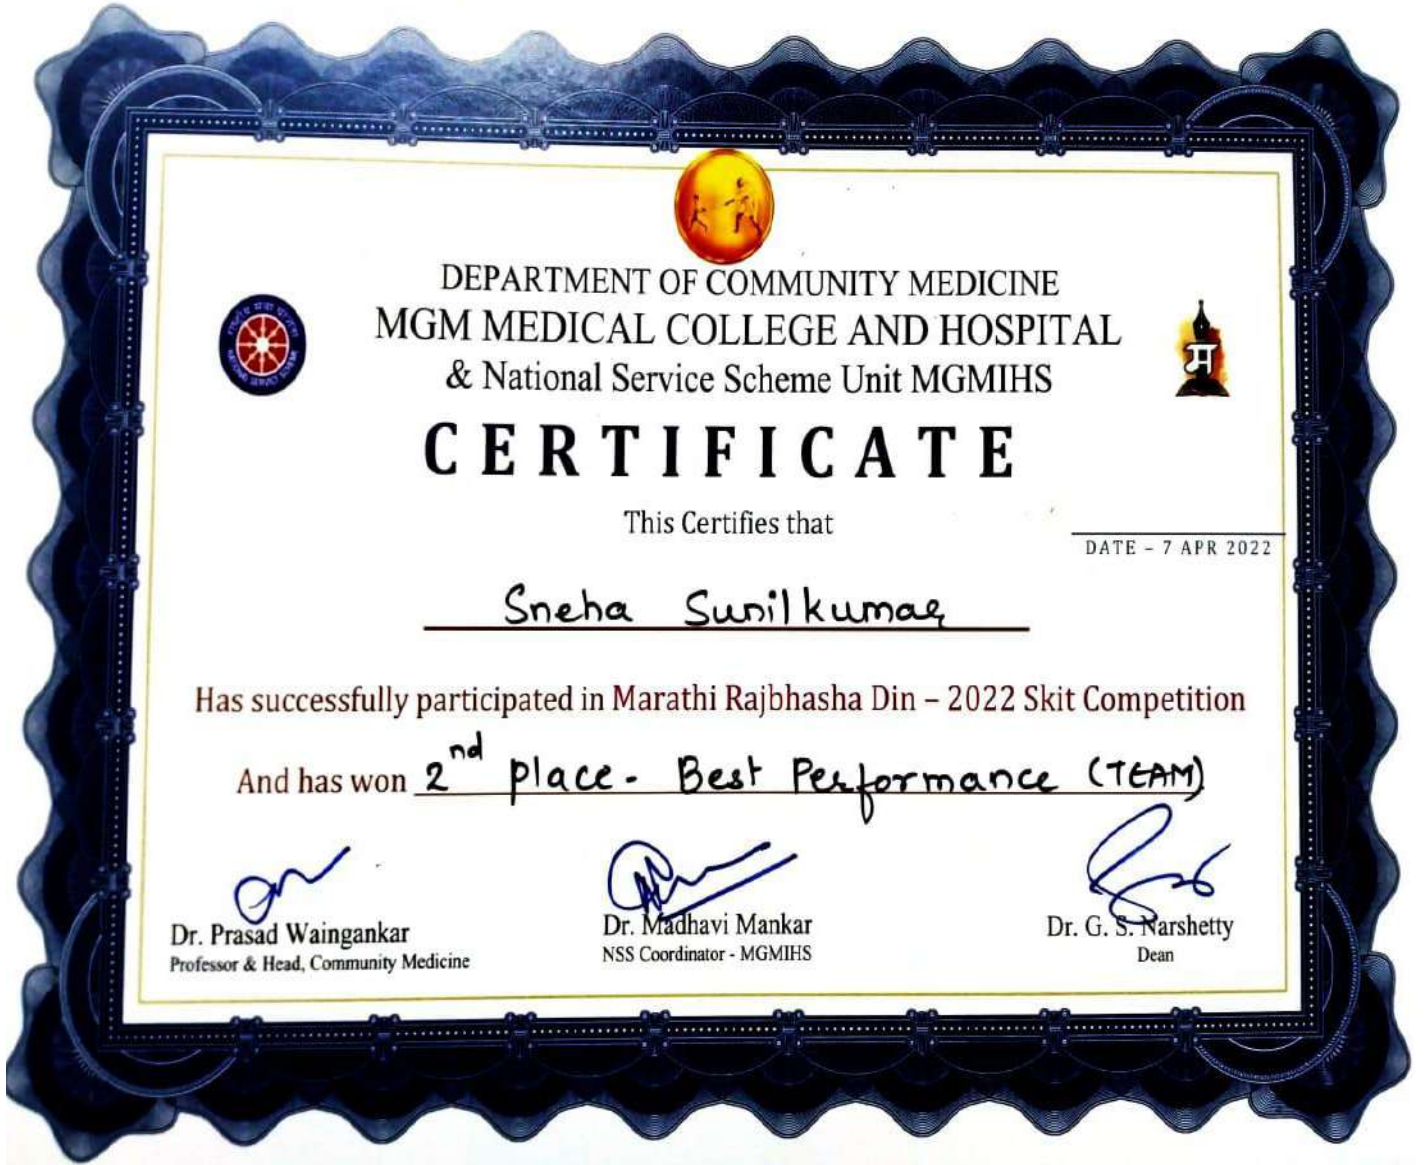 DEPARTMENT OF COMMUNITY MEDICINE
MGM MEDICAL COLLEGE AND HOSPITAL
& National Service Scheme Unit MGMIHS
म
CERTIFICATE
This Certifies that
DATE – 7 APR 2022
Sneha Sunilkumar
Has successfully participated in Marathi Rajbhasha Din – 2022 Skit Competition
And has won 2nd place - Best Performance (TEAM)
Dr. Prasad Waingankar
Professor & Head, Community Medicine
Dr. Madhavi Mankar
NSS Coordinator - MGMIHS
Dr. G. S. Narshetty
Dean